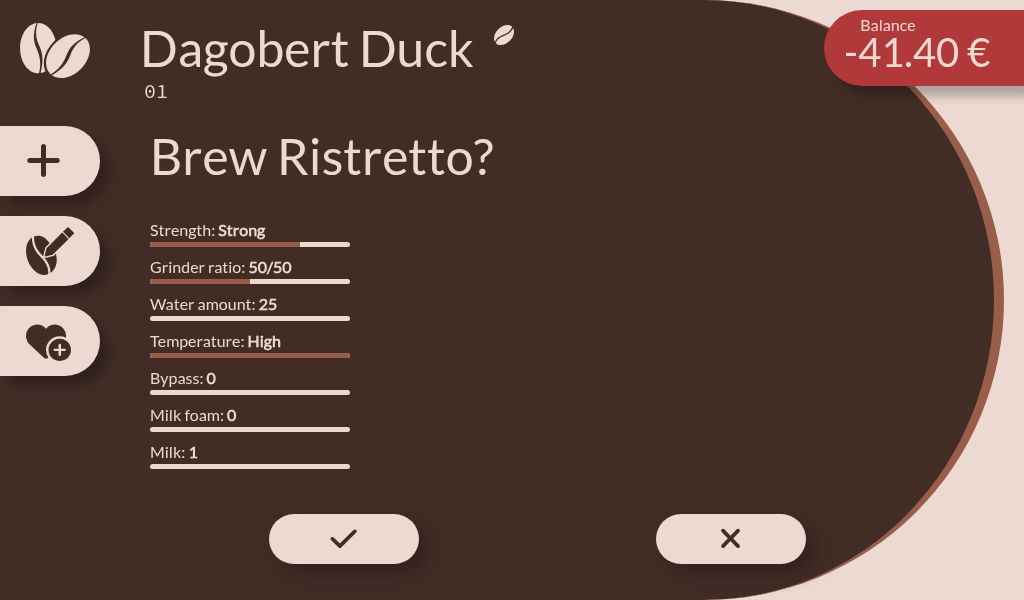 Dagobert Duck
01
Balance
-41.40 €
Brew Ristretto?
Strength: Strong
Grinder ratio: 50/50
Water amount: 25
Temperature: High
Bypass: 0
Milk foam: 0
Milk: 1